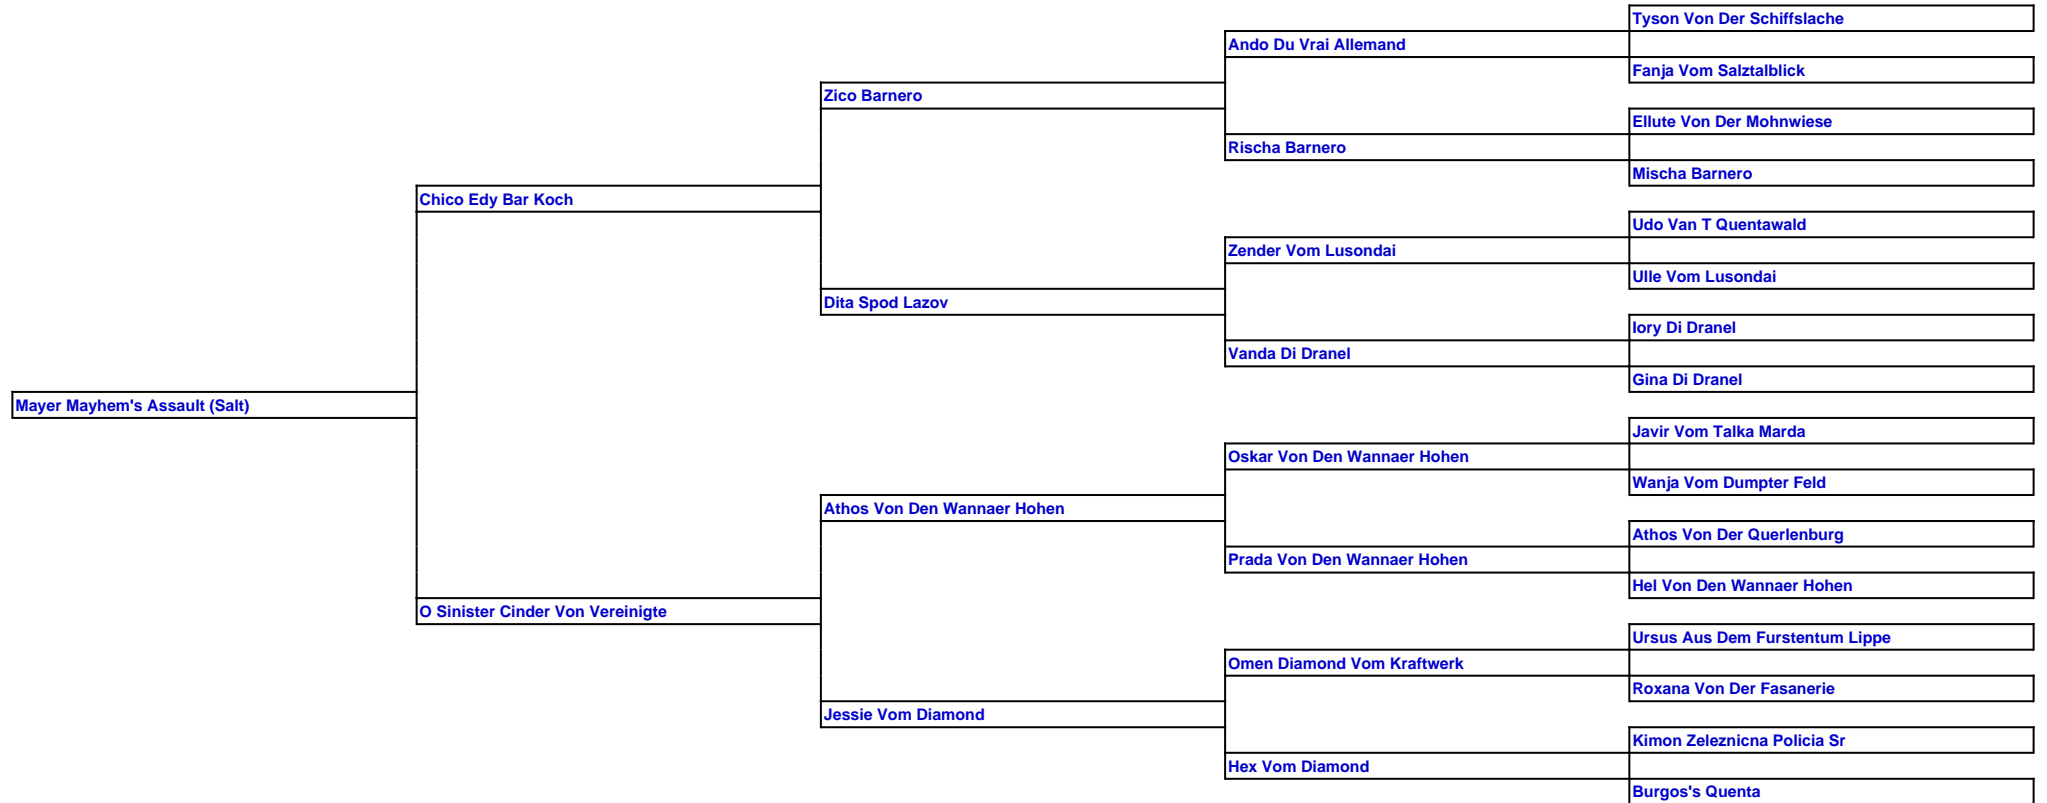 Tyson Von Der Schiffslache
Ando Du Vrai Allemand
Fanja Vom Salztalblick
Zico Barnero
Ellute Von Der Mohnwiese
Rischa Barnero
Mischa Barnero
Chico Edy Bar Koch
Udo Van T Quentawald
Zender Vom Lusondai
Ulle Vom Lusondai
Dita Spod Lazov
Iory Di Dranel
Vanda Di Dranel
Gina Di Dranel
Mayer Mayhem's Assault (Salt)
Javir Vom Talka Marda
Oskar Von Den Wannaer Hohen
Wanja Vom Dumpter Feld
Athos Von Den Wannaer Hohen
Athos Von Der Querlenburg
Prada Von Den Wannaer Hohen
Hel Von Den Wannaer Hohen
O Sinister Cinder Von Vereinigte
Ursus Aus Dem Furstentum Lippe
Omen Diamond Vom Kraftwerk
Roxana Von Der Fasanerie
Jessie Vom Diamond
Kimon Zeleznicna Policia Sr
Hex Vom Diamond
Burgos's Quenta